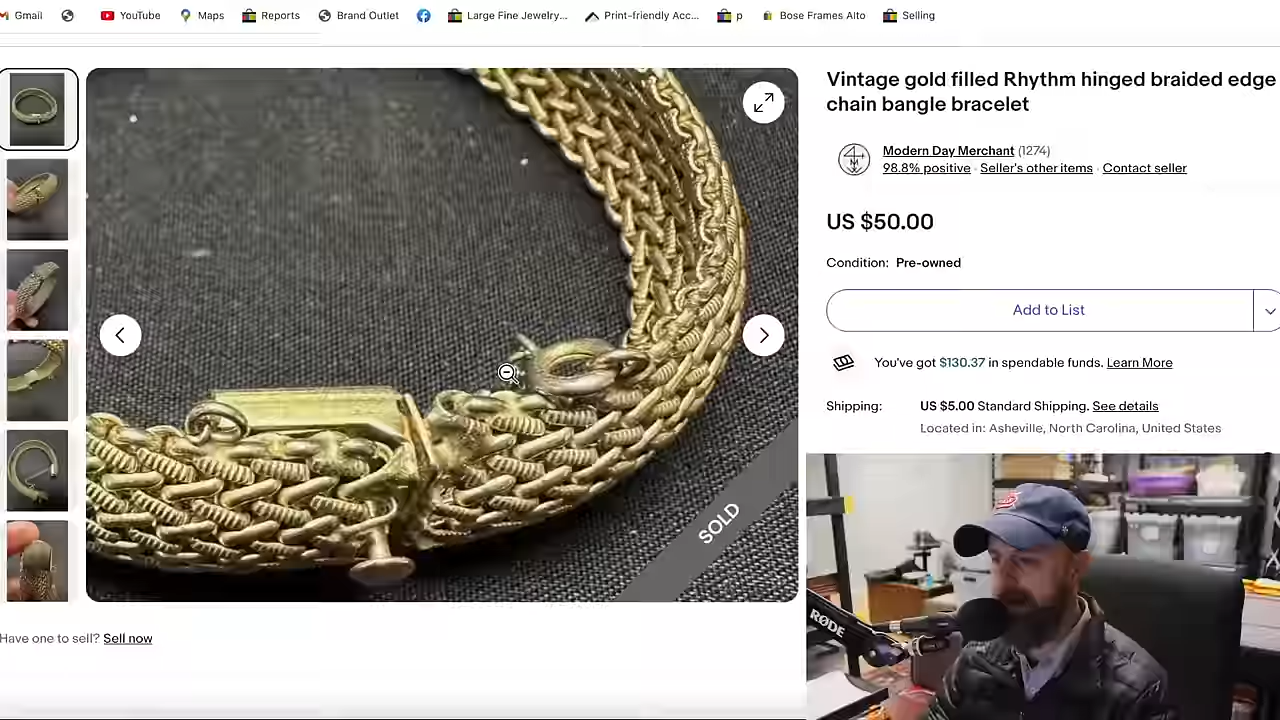 Gmail
YouTube
Maps
Reports
Brand Outlet
Large Fine Jewelry...
Print-friendly Acc...
p
Bose Frames Alto
Selling
Vintage gold filled Rhythm hinged braided edge
chain bangle bracelet
Modern Day Merchant (1274)
98.8% positive · Seller's other items · Contact seller
US $50.00
Condition: Pre-owned
Add to List
You've got $130.37 in spendable funds. Learn More
Shipping: US $5.00 Standard Shipping. See details
Located in: Asheville, North Carolina, United States
SOLD
RØDE
Have one to sell? Sell now